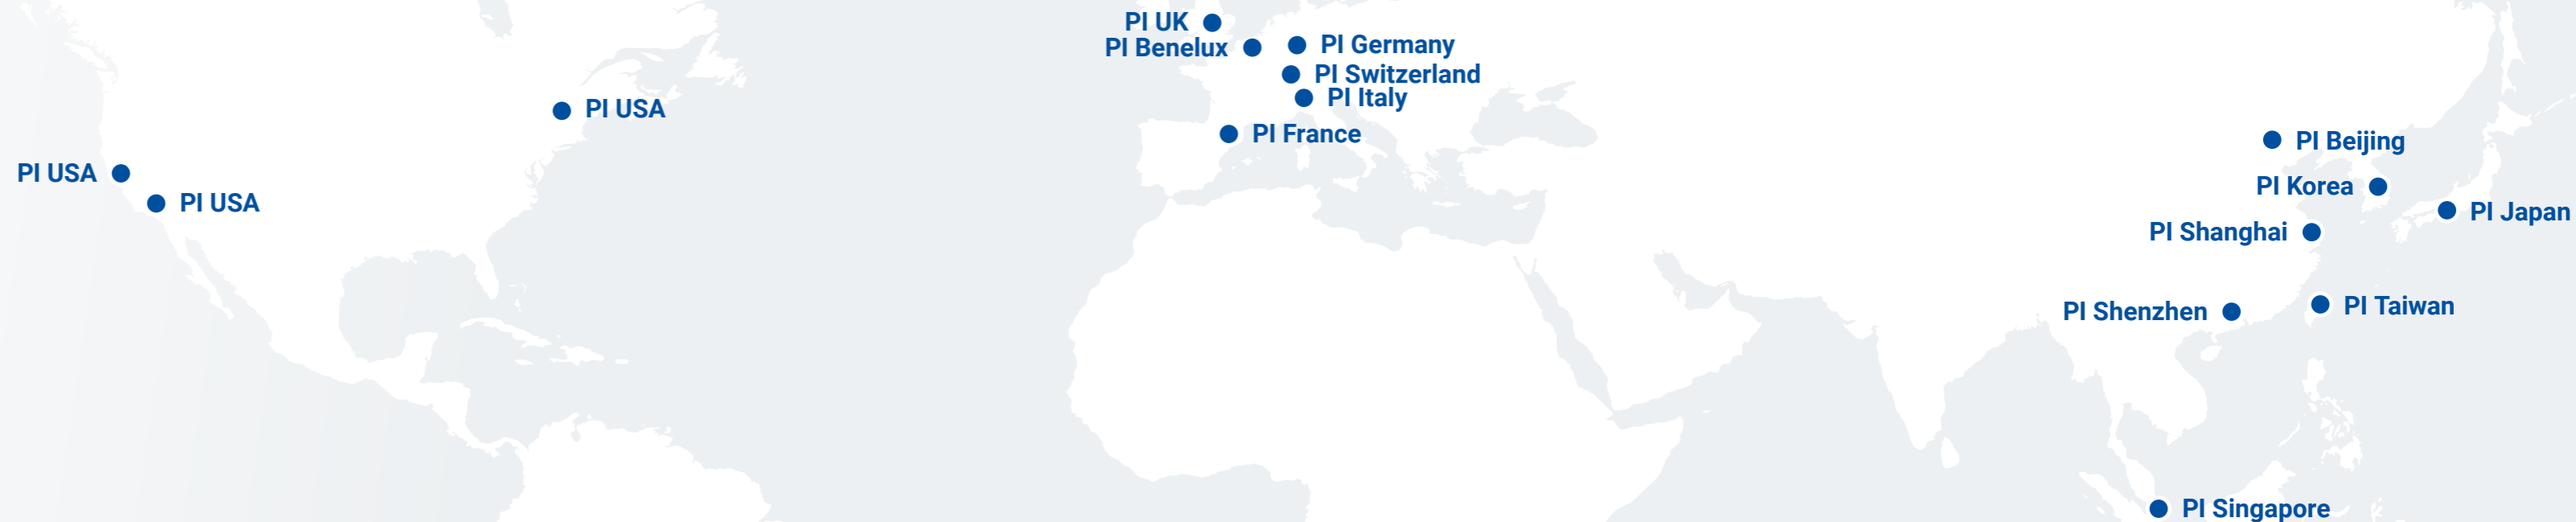 PI USA
PI USA
PI USA
PI UK
PI Benelux
PI Germany
PI Switzerland
PI Italy
PI France
PI Beijing
PI Korea
PI Japan
PI Shanghai
PI Shenzhen
PI Taiwan
PI Singapore